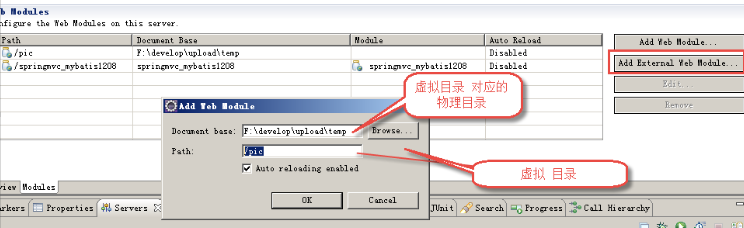 b Modules
nfigure the Web Modules on this server.
Path Document Base Module Auto Reload
/pic F:\develop\upload\temp Disabled
/springmvc_mybatis1208 springmvc_mybatis1208 springmvc_mybatis1208 Disabled
Add Web Module...
Add External Web Module...
Edit...
Remove
虚拟目录 对应的
物理目录
Add Web Module
Document base: F:\develop\upload\temp Browse...
Path: /pic
Auto reloading enabled
OK Cancel
虚拟 目录
view Modules
arkers Properties Servers JUnit Search Progress Call Hierarchy